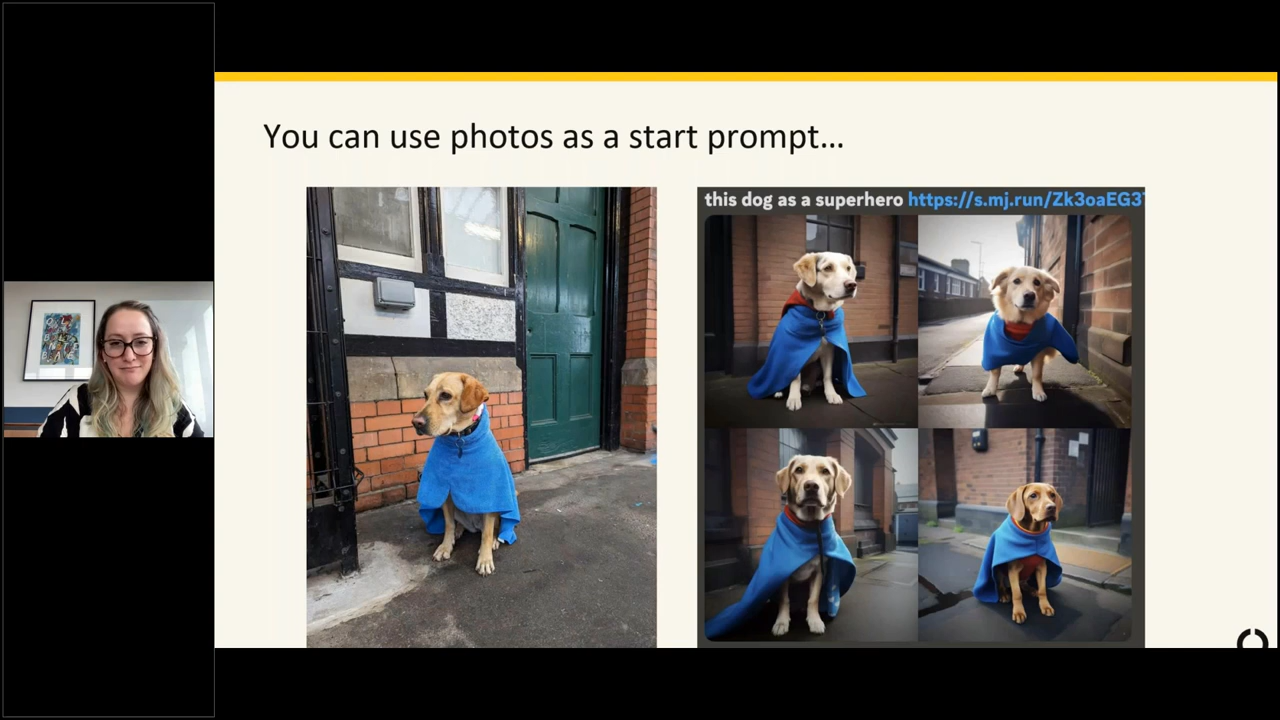 You can use photos as a start prompt...
this dog as a superhero https://s.mj.run/Zk3oaEG3